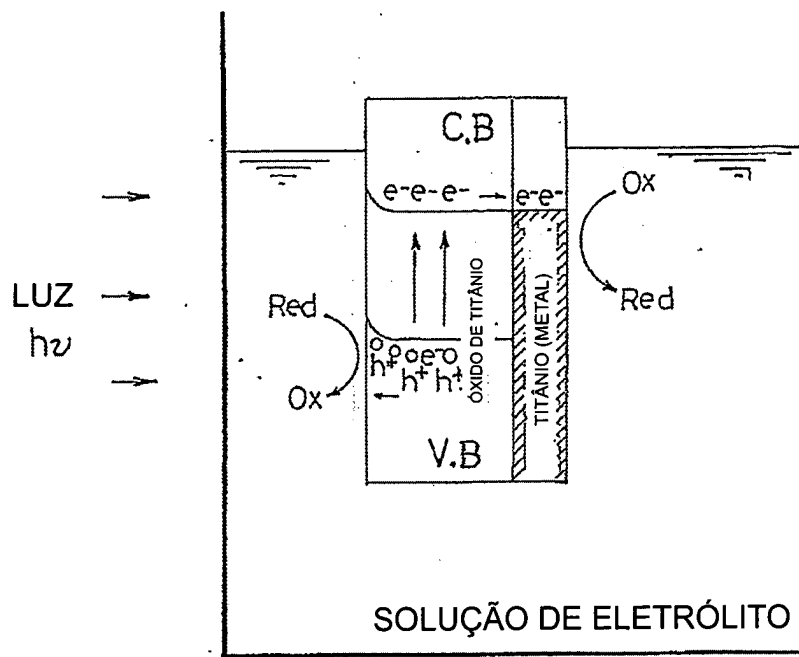 C.B
e⁻e⁻e⁻ → e⁻e⁻
Ox
LUZ
hν
Red
Red
ÓXIDO DE TITÂNIO
TITÂNIO (METAL)
h⁺ e⁻
h⁺ h⁺
Ox
V.B
SOLUÇÃO DE ELETRÓLITO